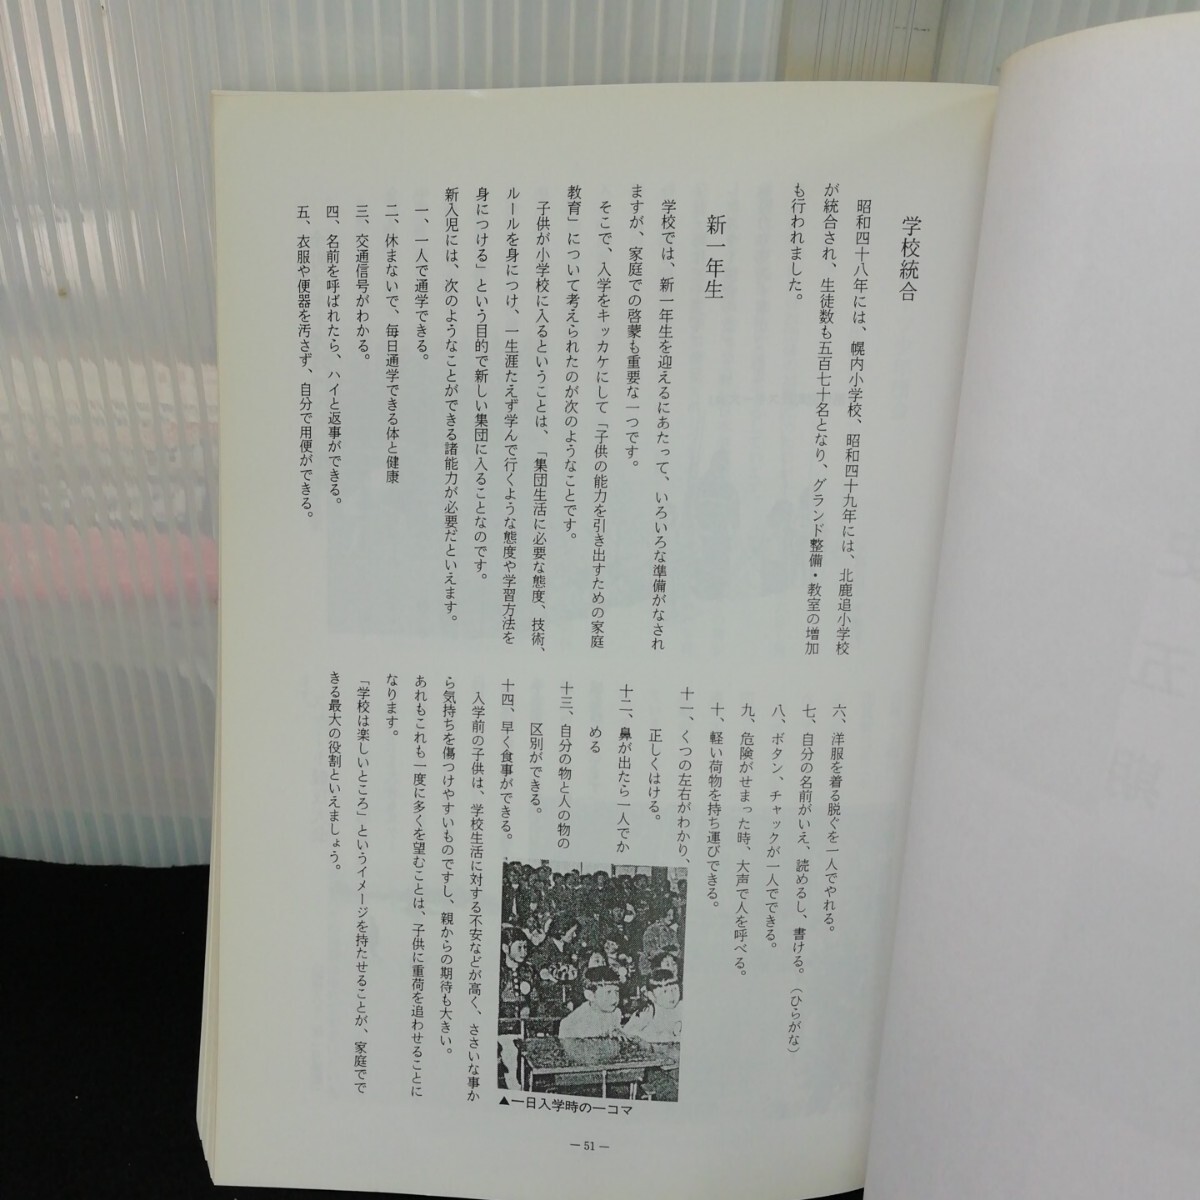 学校統合
昭和四十八年には、幌内小学校、昭和四十九年には、北鹿追小学校
が統合され、生徒数も五百七十名となり、グランド整備・教室の増加
も行われました。
新一年生
学校では、新一年生を迎えるにあたって、いろいろな準備がなされ
ますが、家庭での啓蒙も重要な一つです。
そこで、入学をキッカケにして「子供の能力を引き出すための家庭
教育」について考えられたのが次のようなことです。
子供が小学校に入るということは、「集団生活に必要な態度、技術、
ルールを身につけ、一生涯たえず学んで行くような態度や学習方法を
身につける」という目的で新しい集団に入ることなのです。
新入児には、次のようなことができる諸能力が必要だといえます。
一、一人で通学できる。
二、休まないで、毎日通学できる体と健康
三、交通信号がわかる。
四、名前を呼ばれたら、ハイと返事ができる。
五、衣服や便器を汚さず、自分で用便ができる。
六、洋服を着る脱ぐを一人でやれる。
七、自分の名前がいえ、読めるし、書ける。（ひらがな）
八、ボタン、チャックが一人でできる。
九、危険がせまった時、大声で人を呼べる。
十、軽い荷物を持ち運びできる。
十一、くつの左右がわかり、
正しくはける。
十二、鼻が出たら一人でか
める
十三、自分の物と人の物の
区別ができる。
十四、早く食事ができる。
入学前の子供は、学校生活に対する不安などが高く、ささいな事か
ら気持ちを傷つけやすいものですし、親からの期待も大きい。
あれもこれも一度に多くを望むことは、子供に重荷を追わせることに
なります。
「学校は楽しいところ」というイメージを持たせることが、家庭でで
きる最大の役割といえましょう。
▲一日入学時の一コマ
— 51 —